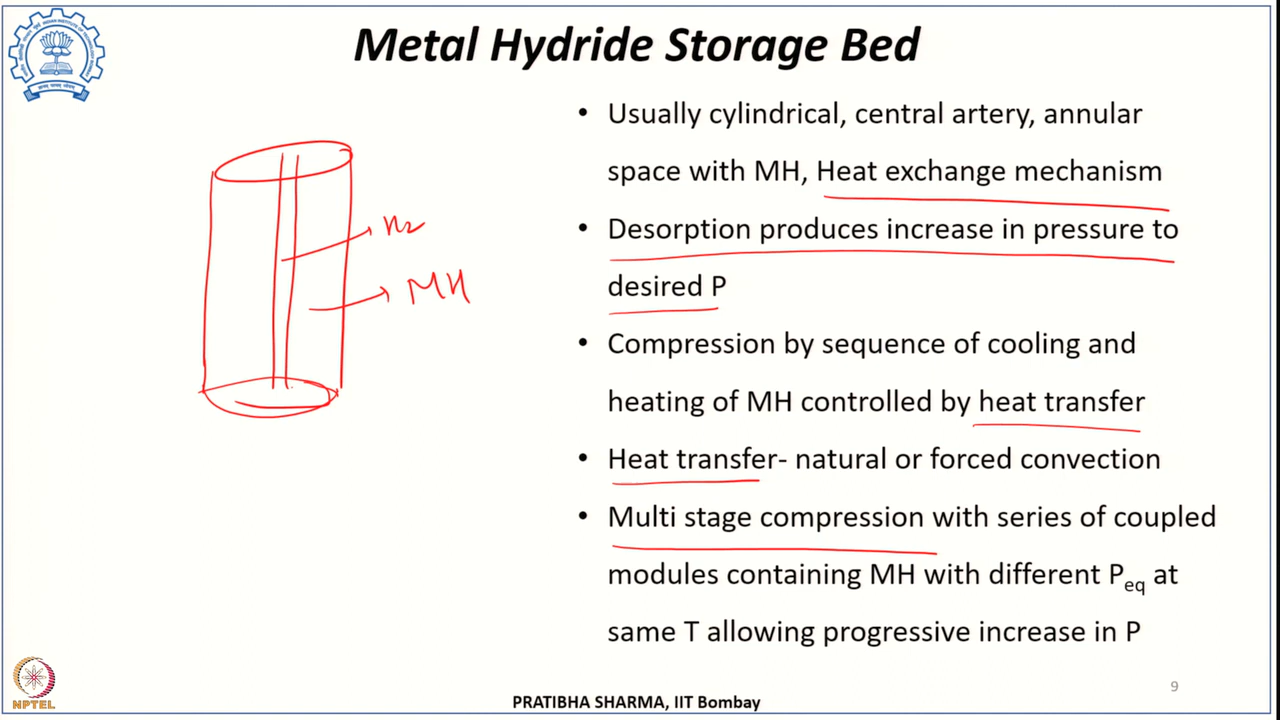 Metal Hydride Storage Bed
• Usually cylindrical, central artery, annular
space with MH, Heat exchange mechanism
• Desorption produces increase in pressure to
desired P
• Compression by sequence of cooling and
heating of MH controlled by heat transfer
• Heat transfer- natural or forced convection
• Multi stage compression with series of coupled
modules containing MH with different Peq at
same T allowing progressive increase in P
H2
MH
NPTEL
PRATIBHA SHARMA, IIT Bombay
9